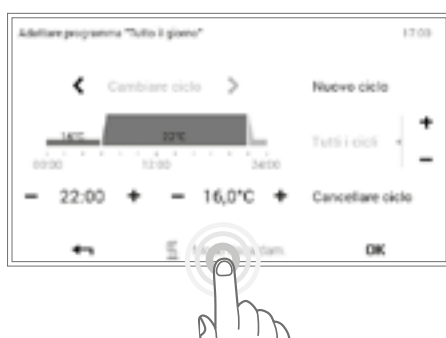 Adattare programma "Tutto il giorno" 17:03
Cambiare ciclo Nuovo ciclo
16°C 22°C
Tutti i cicli
00:00 12:00 24:00
22:00 16,0°C Cancellare ciclo
OK